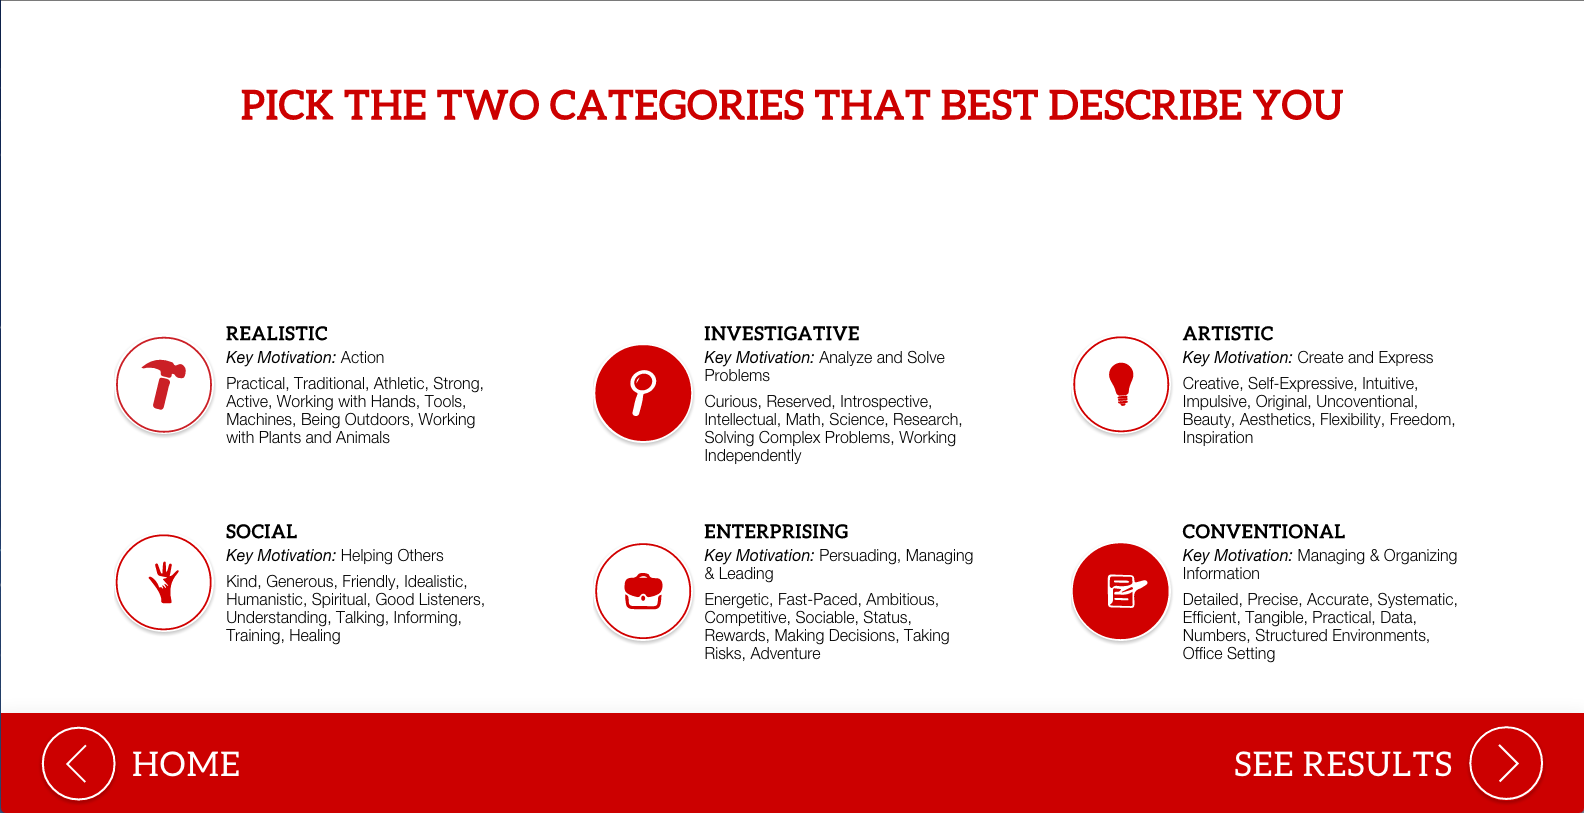 PICK THE TWO CATEGORIES THAT BEST DESCRIBE YOU
REALISTIC
Key Motivation: Action
Practical, Traditional, Athletic, Strong,
Active, Working with Hands, Tools,
Machines, Being Outdoors, Working
with Plants and Animals
INVESTIGATIVE
Key Motivation: Analyze and Solve
Problems
Curious, Reserved, Introspective,
Intellectual, Math, Science, Research,
Solving Complex Problems, Working
Independently
ARTISTIC
Key Motivation: Create and Express
Creative, Self-Expressive, Intuitive,
Impulsive, Original, Uncoventional,
Beauty, Aesthetics, Flexibility, Freedom,
Inspiration
SOCIAL
Key Motivation: Helping Others
Kind, Generous, Friendly, Idealistic,
Humanistic, Spiritual, Good Listeners,
Understanding, Talking, Informing,
Training, Healing
ENTERPRISING
Key Motivation: Persuading, Managing
& Leading
Energetic, Fast-Paced, Ambitious,
Competitive, Sociable, Status,
Rewards, Making Decisions, Taking
Risks, Adventure
CONVENTIONAL
Key Motivation: Managing & Organizing
Information
Detailed, Precise, Accurate, Systematic,
Efficient, Tangible, Practical, Data,
Numbers, Structured Environments,
Office Setting
HOME
SEE RESULTS